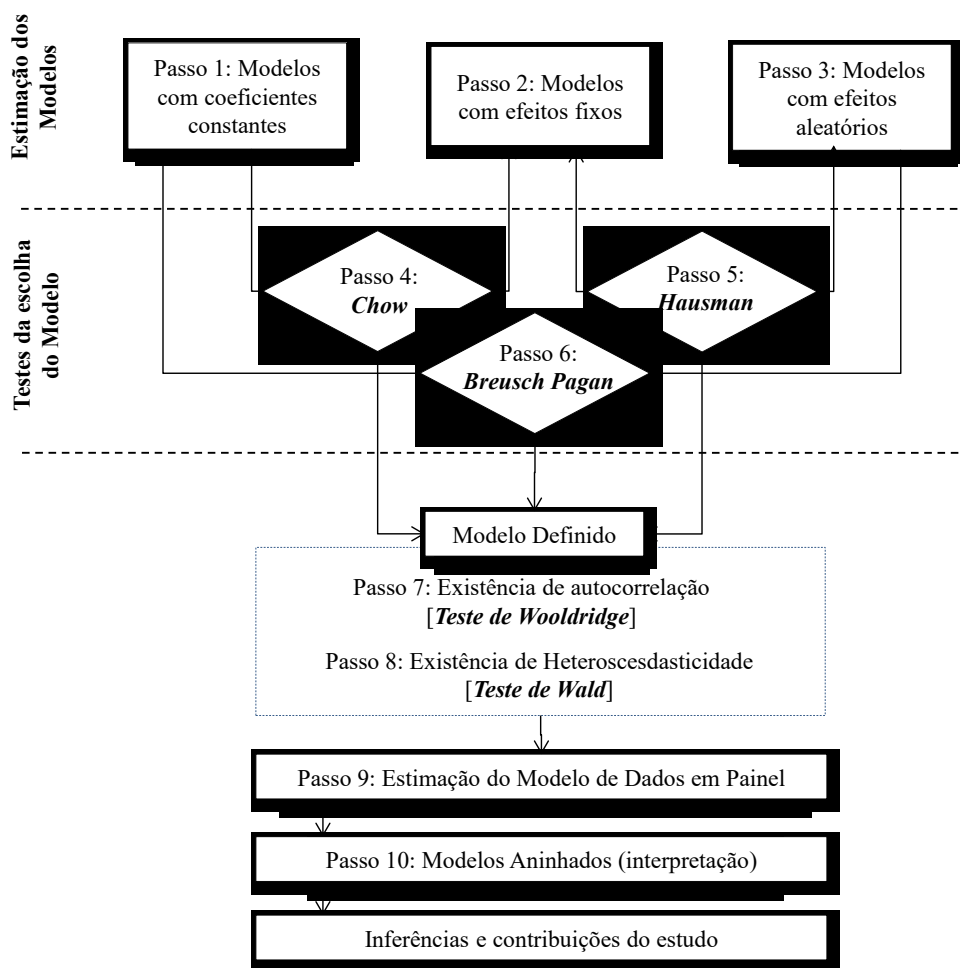 Estimação dos
Modelos
Passo 1: Modelos
com coeficientes
constantes
Passo 2: Modelos
com efeitos fixos
Passo 3: Modelos
com efeitos
aleatórios
Testes da escolha
do Modelo
Passo 4:
Chow
Passo 5:
Hausman
Passo 6:
Breusch Pagan
Modelo Definido
Passo 7: Existência de autocorrelação
[Teste de Wooldridge]
Passo 8: Existência de Heteroscesdasticidade
[Teste de Wald]
Passo 9: Estimação do Modelo de Dados em Painel
Passo 10: Modelos Aninhados (interpretação)
Inferências e contribuições do estudo